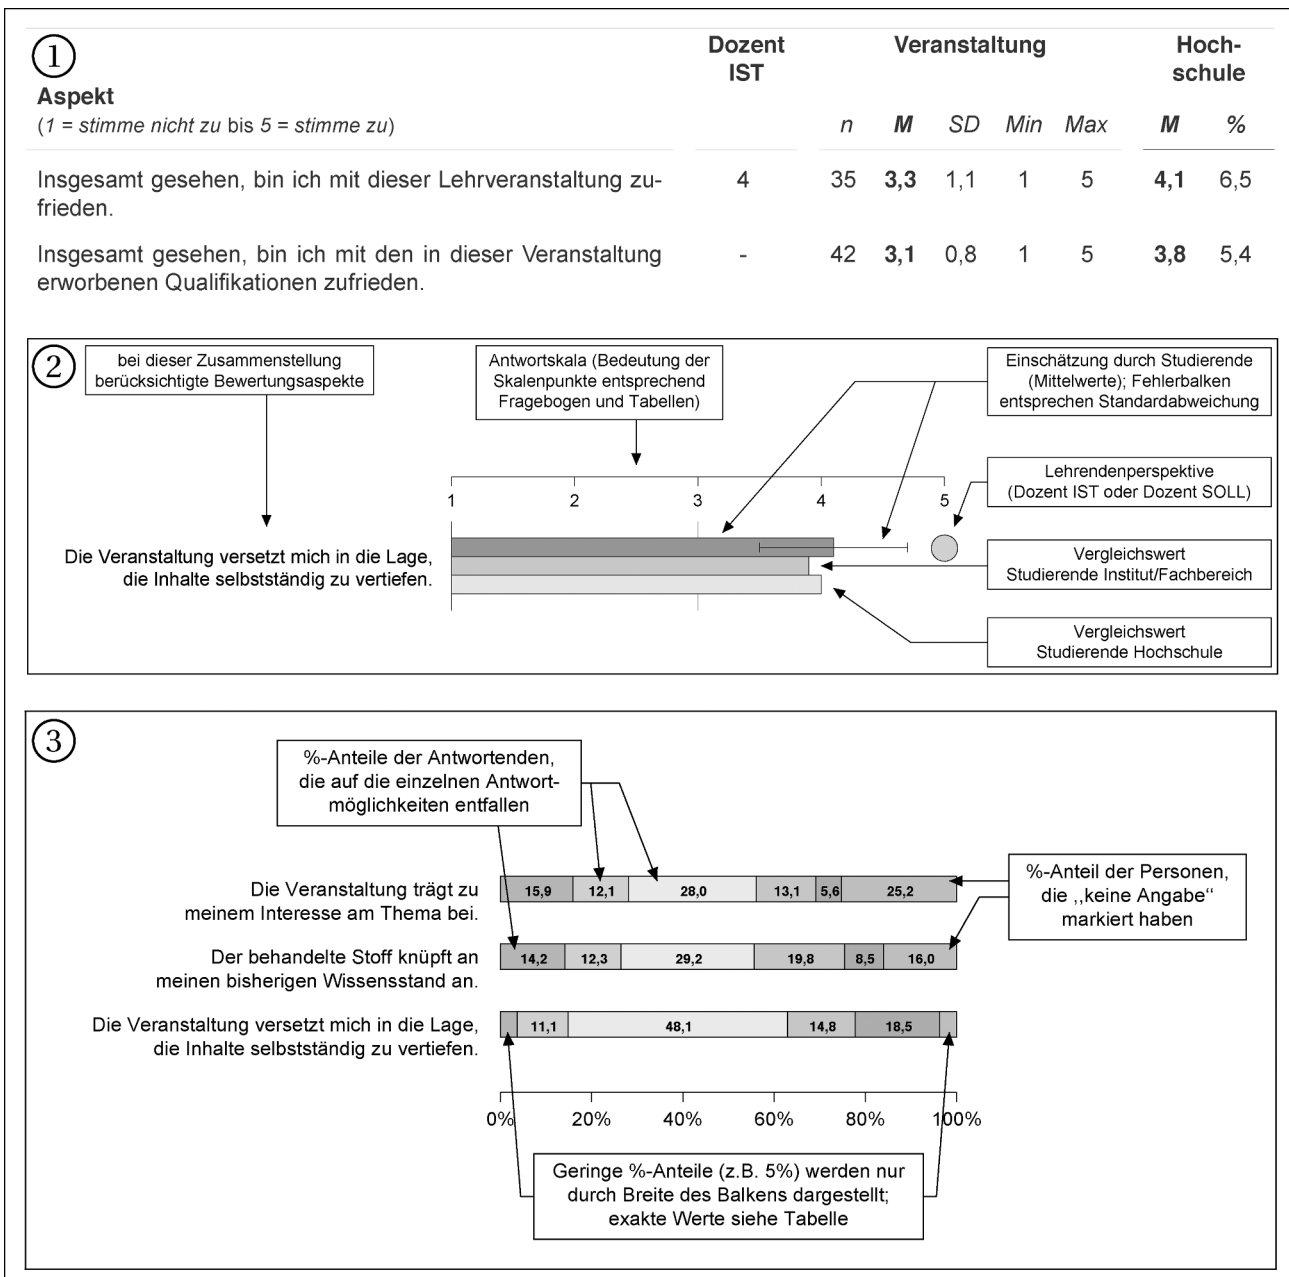 ①
Dozent IST
Veranstaltung
Hoch-
schule
Aspekt
(1 = stimme nicht zu bis 5 = stimme zu)
n M SD Min Max M %
Insgesamt gesehen, bin ich mit dieser Lehrveranstaltung zu-
frieden.
4 35 3,3 1,1 1 5 4,1 6,5
Insgesamt gesehen, bin ich mit den in dieser Veranstaltung
erworbenen Qualifikationen zufrieden.
- 42 3,1 0,8 1 5 3,8 5,4
②
bei dieser Zusammenstellung
berücksichtigte Bewertungsaspekte
Antwortskala (Bedeutung der
Skalenpunkte entsprechend
Fragebogen und Tabellen)
Einschätzung durch Studierende
(Mittelwerte); Fehlerbalken
entsprechen Standardabweichung
Lehrendenperspektive
(Dozent IST oder Dozent SOLL)
1 2 3 4 5
Die Veranstaltung versetzt mich in die Lage,
die Inhalte selbstständig zu vertiefen.
Vergleichswert
Studierende Institut/Fachbereich
Vergleichswert
Studierende Hochschule
③
%-Anteile der Antwortenden,
die auf die einzelnen Antwort-
möglichkeiten entfallen
%-Anteil der Personen,
die ,,keine Angabe“
markiert haben
Die Veranstaltung trägt zu
meinem Interesse am Thema bei.
15,9 12,1 28,0 13,1 5,6 25,2
Der behandelte Stoff knüpft an
meinen bisherigen Wissensstand an.
14,2 12,3 29,2 19,8 8,5 16,0
Die Veranstaltung versetzt mich in die Lage,
die Inhalte selbstständig zu vertiefen.
11,1 48,1 14,8 18,5
0% 20% 40% 60% 80% 100%
Geringe %-Anteile (z.B. 5%) werden nur
durch Breite des Balkens dargestellt;
exakte Werte siehe Tabelle